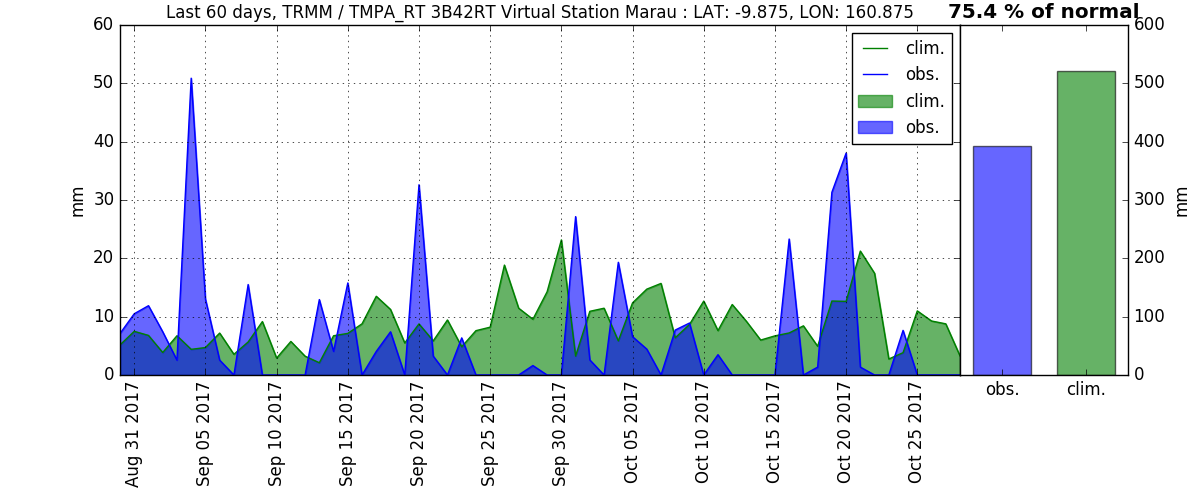 Last 60 days, TRMM / TMPA_RT 3B42RT Virtual Station Marau : LAT: -9.875, LON: 160.875
75.4 % of normal
60
50
40
30
20
10
0
mm
clim.
obs.
clim.
obs.
600
500
400
300
200
100
0
mm
Aug 31 2017
Sep 05 2017
Sep 10 2017
Sep 15 2017
Sep 20 2017
Sep 25 2017
Sep 30 2017
Oct 05 2017
Oct 10 2017
Oct 15 2017
Oct 20 2017
Oct 25 2017
obs.
clim.